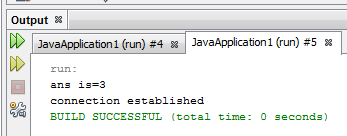 Output
JavaApplication1 (run) #4 JavaApplication1 (run) #5
run:
ans is=3
connection established
BUILD SUCCESSFUL (total time: 0 seconds)